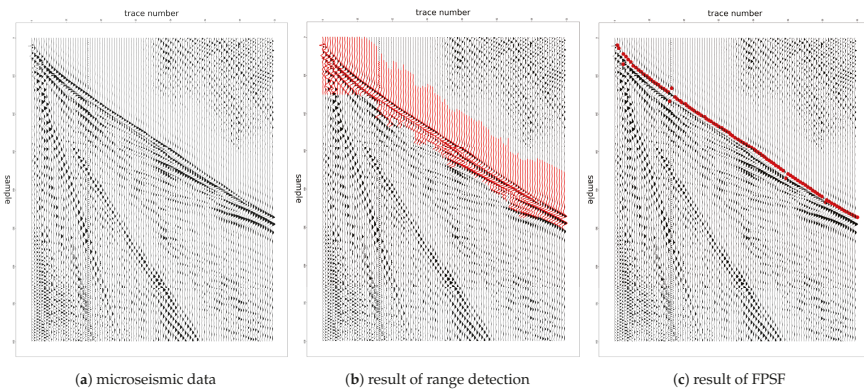 trace number
trace number
trace number
sample
sample
sample
(a) microseismic data
(b) result of range detection
(c) result of FPSF